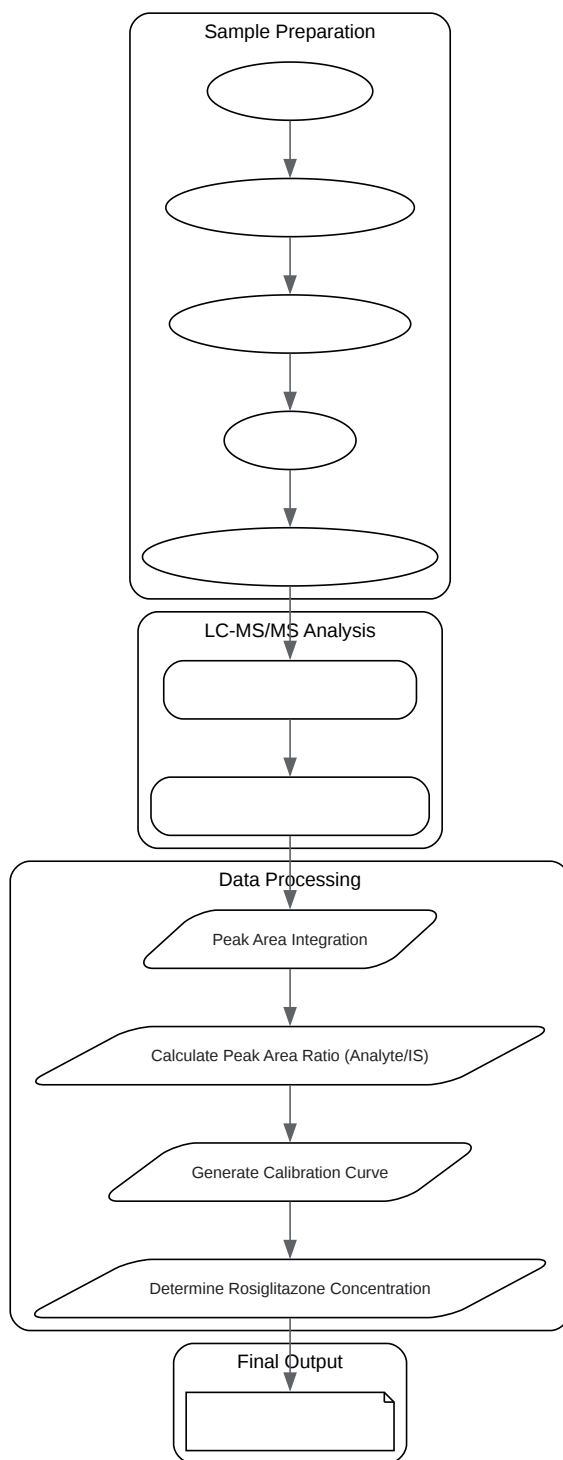 Sample Preparation
LC-MS/MS Analysis
Data Processing
Peak Area Integration
Calculate Peak Area Ratio (Analyte/IS)
Generate Calibration Curve
Determine Rosiglitazone Concentration
Final Output